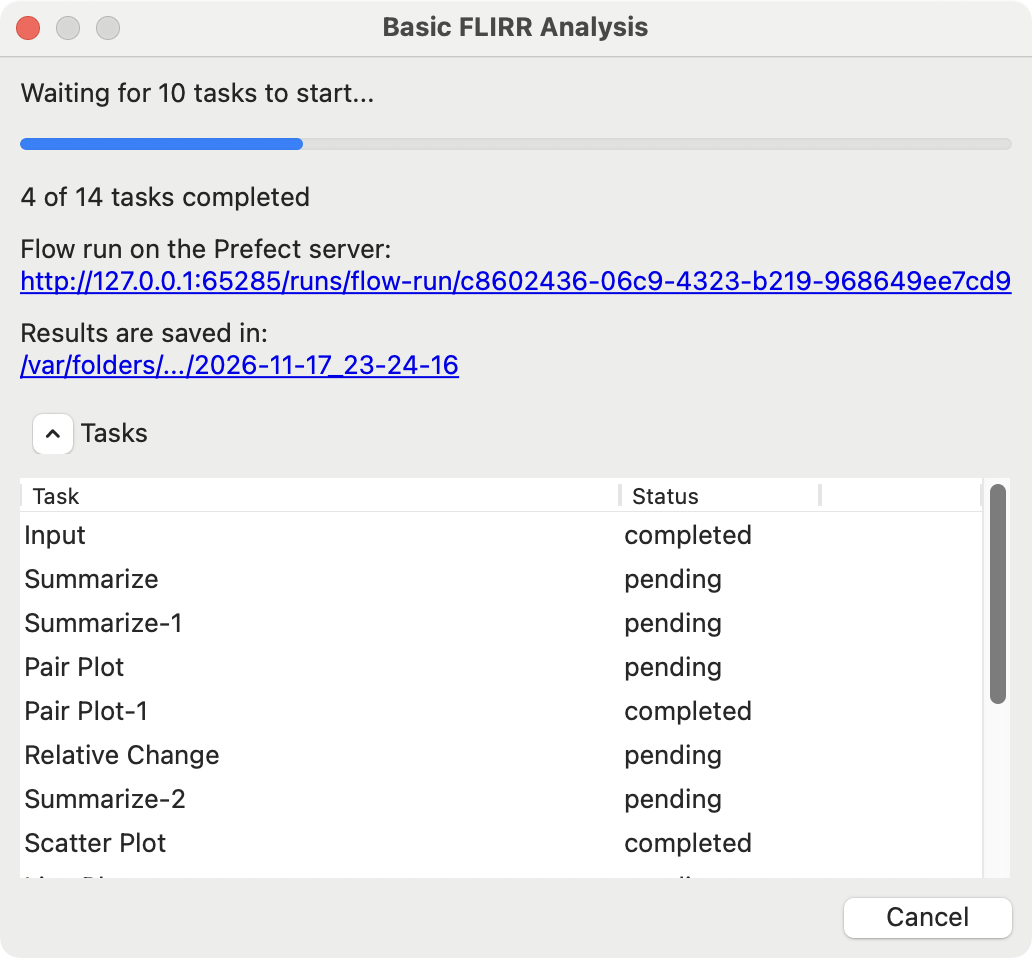 Basic FLIRR Analysis
Waiting for 10 tasks to start...
4 of 14 tasks completed
Flow run on the Prefect server:
http://127.0.0.1:65285/runs/flow-run/c8602436-06c9-4323-b219-968649ee7cd9
Results are saved in:
/var/folders/.../2026-11-17_23-24-16
Tasks
Task Status
Input completed
Summarize pending
Summarize-1 pending
Pair Plot pending
Pair Plot-1 completed
Relative Change pending
Summarize-2 pending
Scatter Plot completed
Cancel